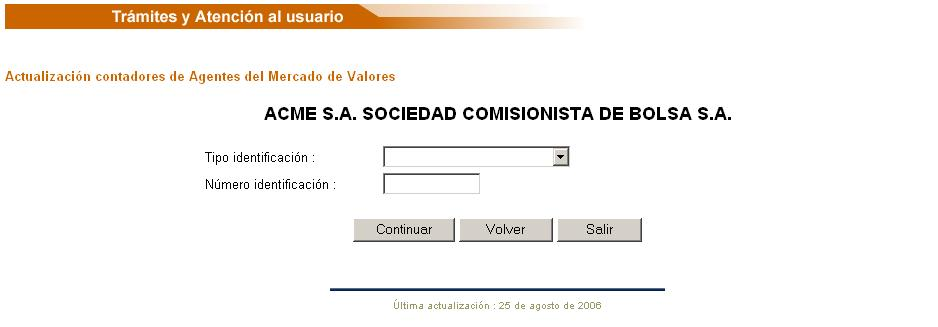 Trámites y Atención al usuario
Actualización contadores de Agentes del Mercado de Valores
ACME S.A. SOCIEDAD COMISIONISTA DE BOLSA S.A.
Tipo identificación :
Número identificación :
Continuar Volver Salir
Última actualización : 25 de agosto de 2006